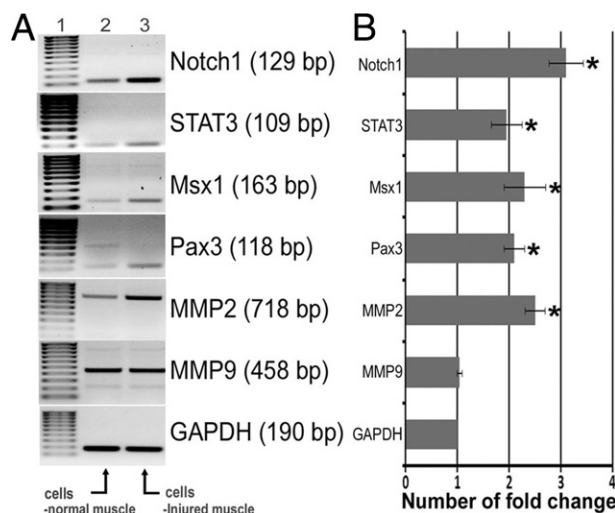 A
1 2 3
Notch1 (129 bp)
STAT3 (109 bp)
Msx1 (163 bp)
Pax3 (118 bp)
MMP2 (718 bp)
MMP9 (458 bp)
GAPDH (190 bp)
cells
-normal muscle
cells
-Injured muscle
B
Notch1 *
STAT3 *
Msx1 *
Pax3 *
MMP2 *
MMP9
GAPDH
0 1 2 3 4
Number of fold change